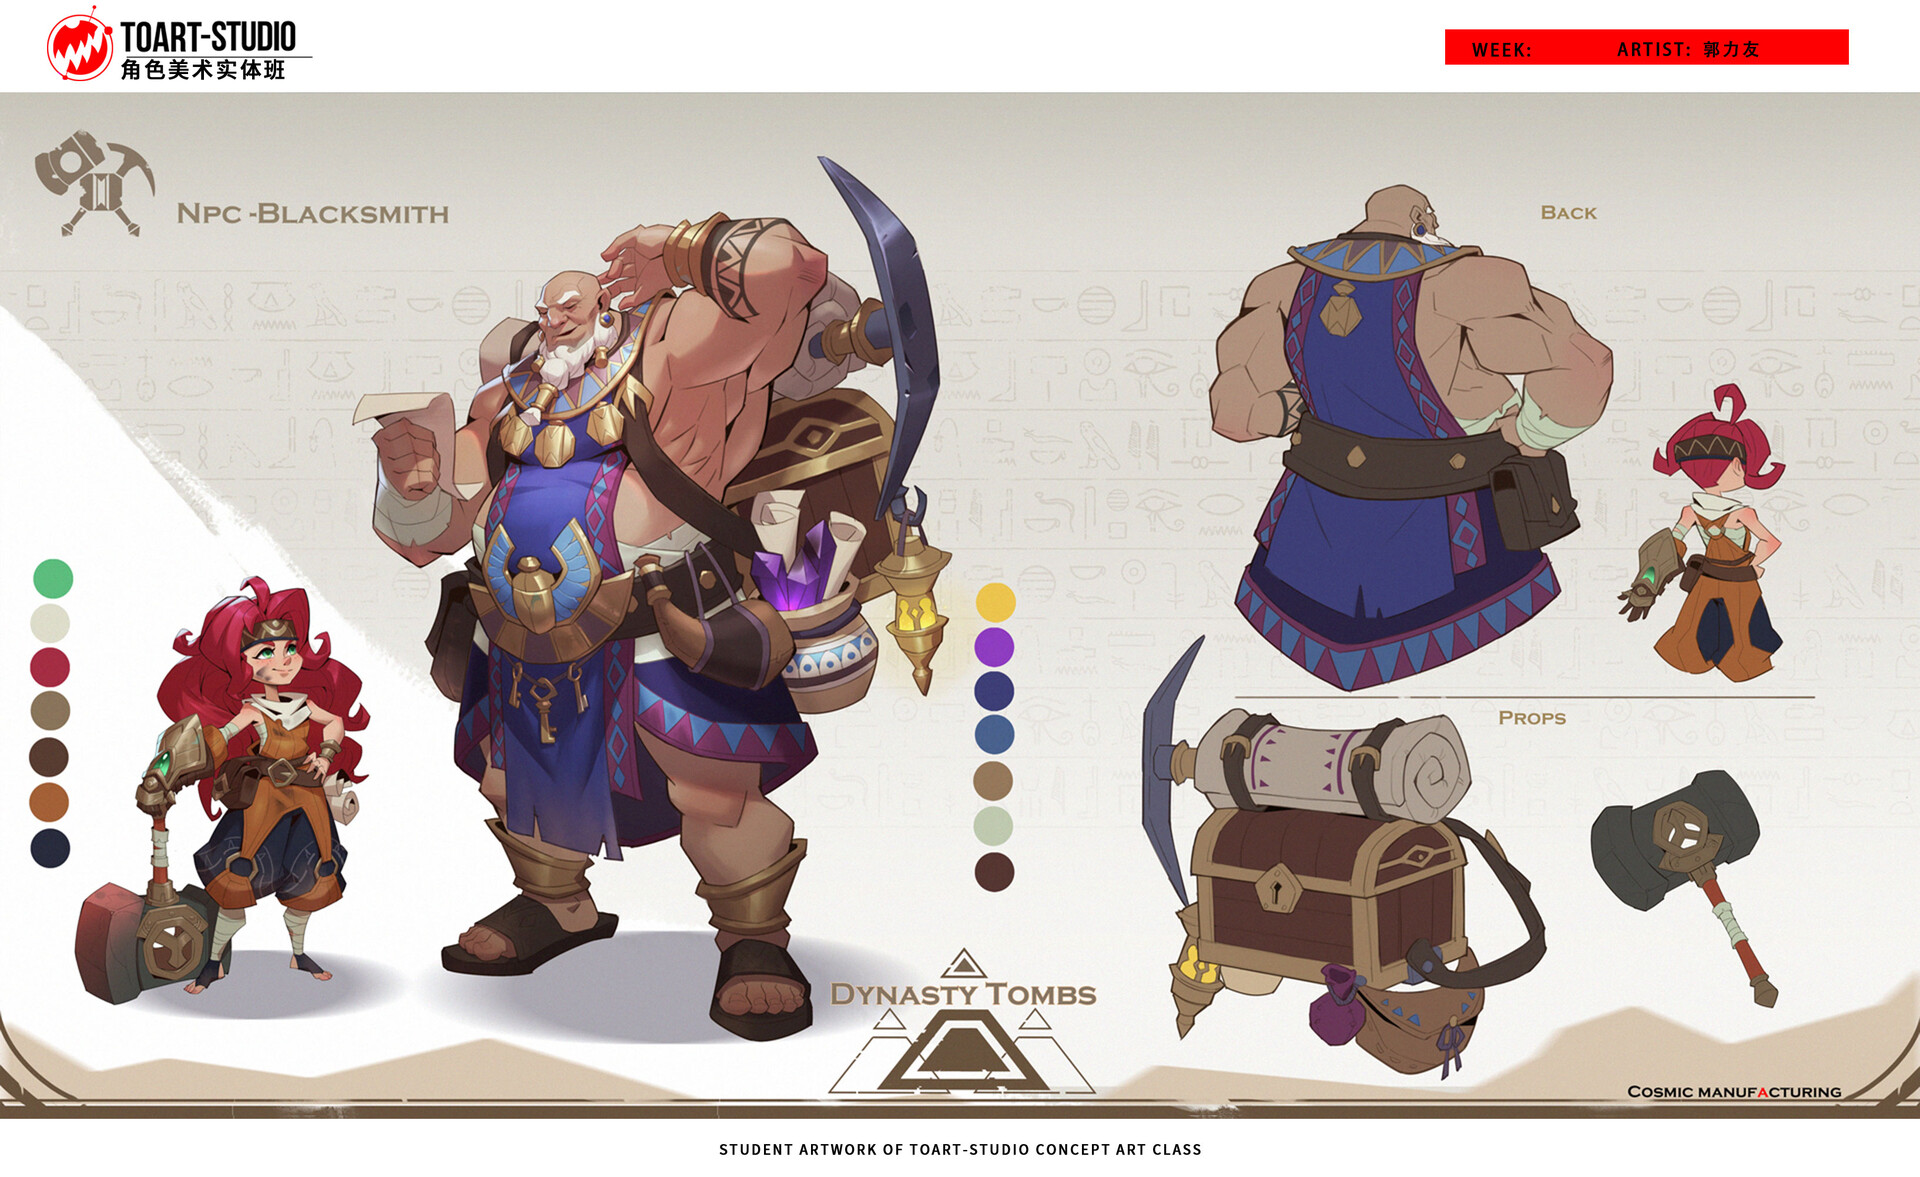 TOART-STUDIO
角色美术实体班
WEEK: ARTIST: 郭力友
NPC -BLACKSMITH
BACK
PROPS
DYNASTY TOMBS
COSMIC MANUFACTURING
STUDENT ARTWORK OF TOART-STUDIO CONCEPT ART CLASS